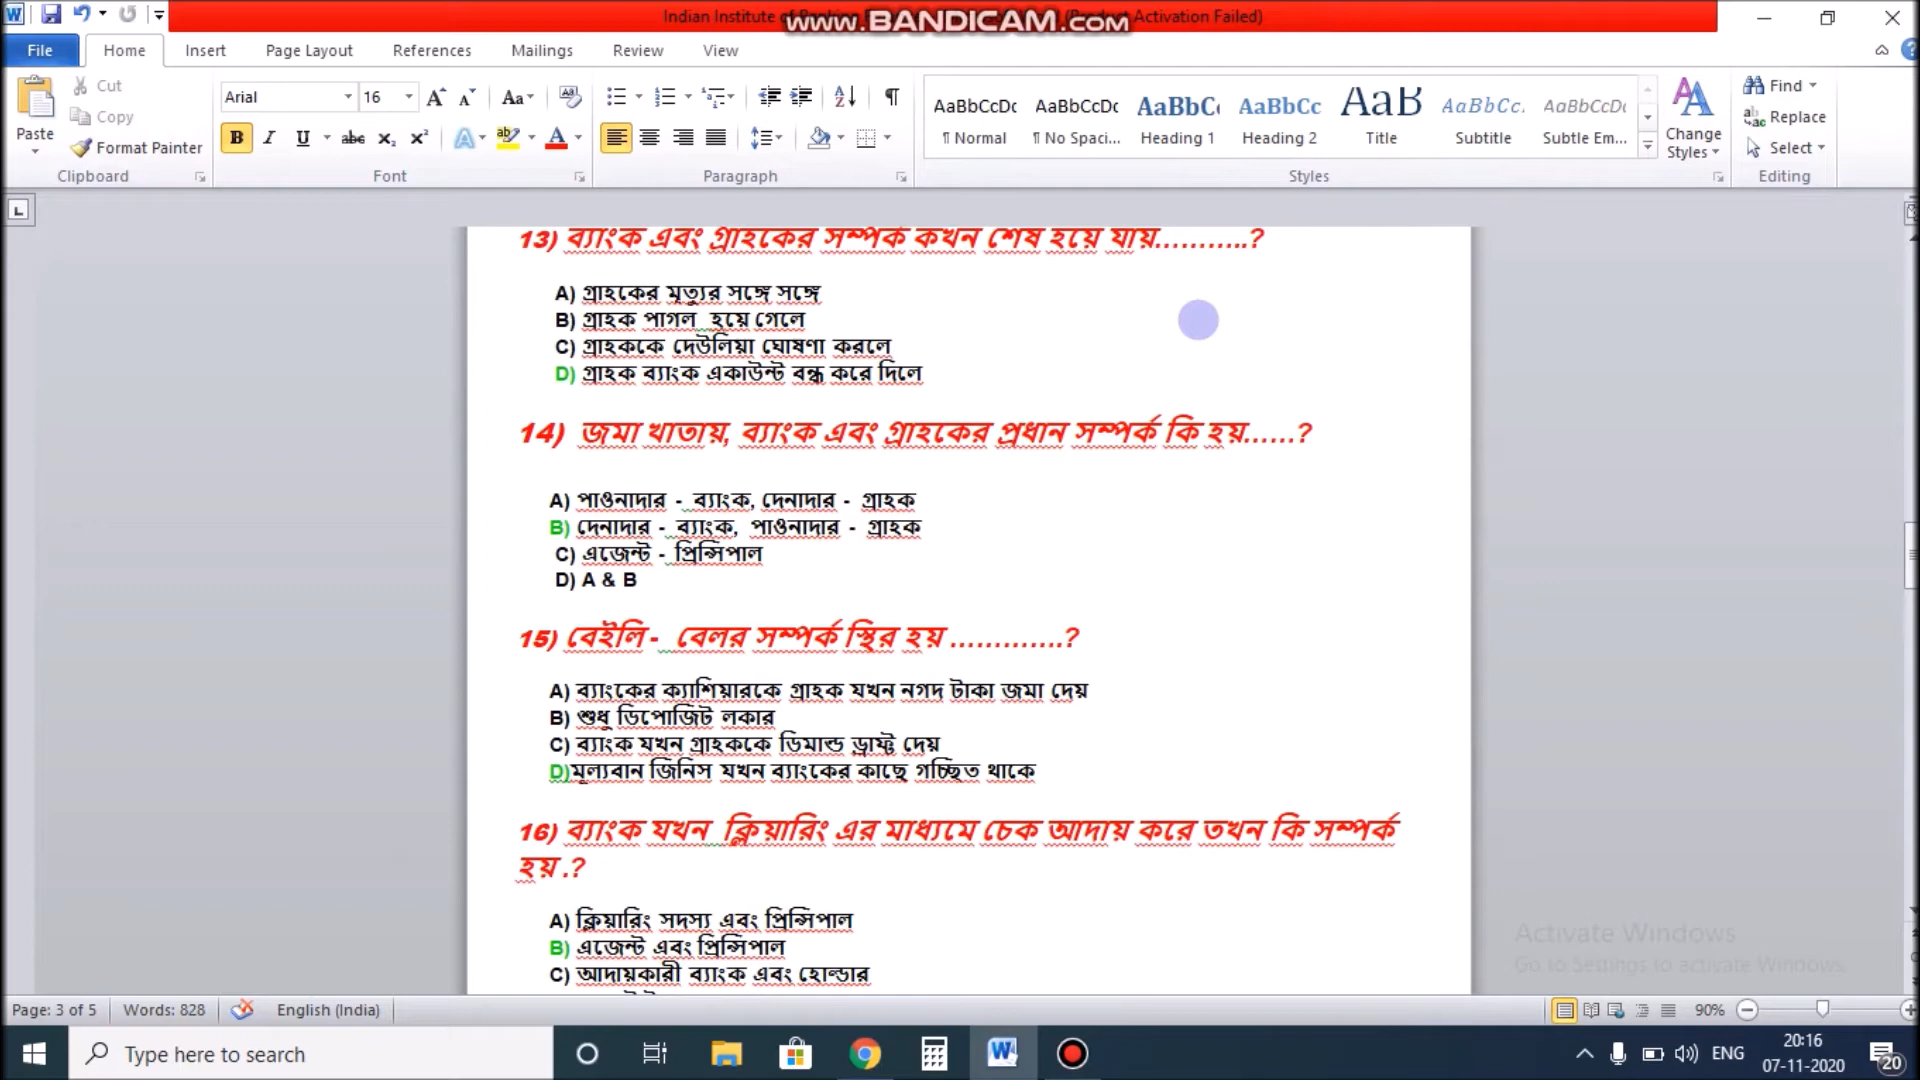 Indian Institute of (Product Activation Failed)
www.BANDICAM.com
File Home Insert Page Layout References Mailings Review View
Paste
Cut
Copy
Format Painter
Clipboard
Arial 16
Font
Paragraph
AaBbCcDc AaBbCcDc AaBbCc AaBbCc AaB AaBbCc. AaBbCcDc
¶ Normal ¶ No Spaci... Heading 1 Heading 2 Title Subtitle Subtle Em...
Styles
Change Styles
Find
Replace
Select
Editing
13) ব্যাংক এবং গ্রাহকের সম্পর্ক কখন শেষ হয়ে যায়………..?
A) গ্রাহকের মৃত্যুর সঙ্গে সঙ্গে
B) গ্রাহক পাগল হয়ে গেলে
C) গ্রাহককে দেউলিয়া ঘোষণা করলে
D) গ্রাহক ব্যাংক একাউন্ট বন্ধ করে দিলে
14) জমা খাতায়, ব্যাংক এবং গ্রাহকের প্রধান সম্পর্ক কি হয়……?
A) পাওনাদার - ব্যাংক, দেনাদার - গ্রাহক
B) দেনাদার - ব্যাংক, পাওনাদার - গ্রাহক
C) এজেন্ট - প্রিন্সিপাল
D) A & B
15) বেইলি - বেলর সম্পর্ক স্থির হয় ………….?
A) ব্যাংকের ক্যাশিয়ারকে গ্রাহক যখন নগদ টাকা জমা দেয়
B) শুধু ডিপোজিট লকার
C) ব্যাংক যখন গ্রাহককে ডিমান্ড ড্রাফ্ট দেয়
D)মূল্যবান জিনিস যখন ব্যাংকের কাছে গচ্ছিত থাকে
16) ব্যাংক যখন ক্লিয়ারিং এর মাধ্যমে চেক আদায় করে তখন কি সম্পর্ক
হয় .?
A) ক্লিয়ারিং সদস্য এবং প্রিন্সিপাল
B) এজেন্ট এবং প্রিন্সিপাল
C) আদায়কারী ব্যাংক এবং হোল্ডার
Activate Windows
Go to Settings to activate Windows.
Page: 3 of 5 Words: 828 English (India) 90%
Type here to search
ENG
20:16
07-11-2020
20